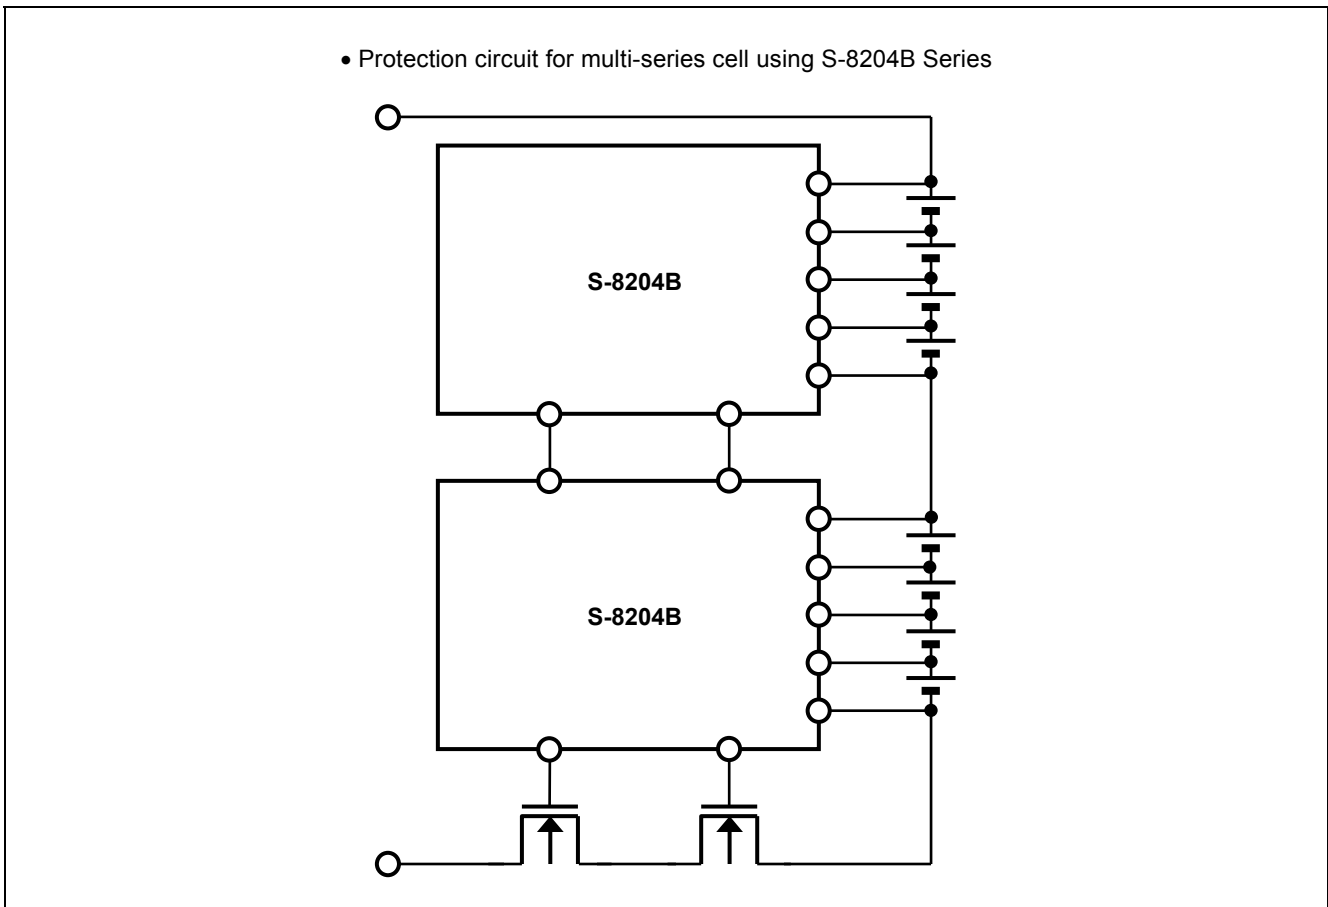 • Protection circuit for multi-series cell using S-8204B Series
S-8204B
S-8204B